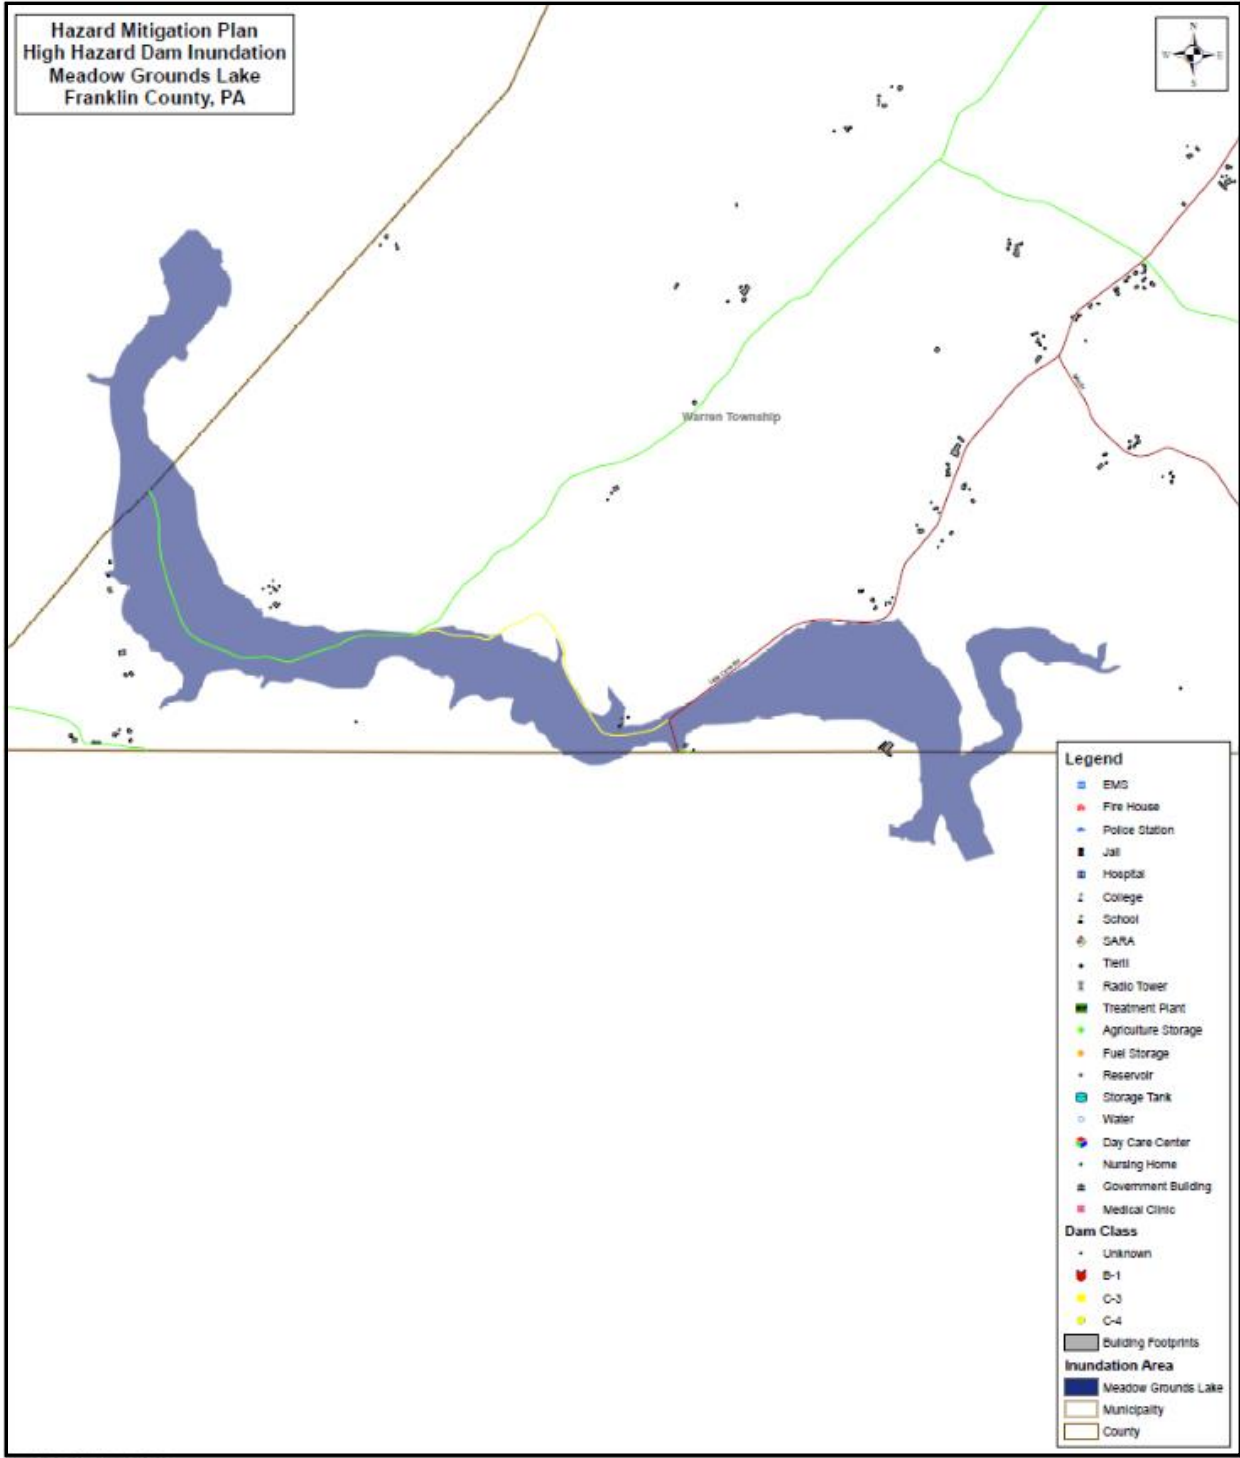 Hazard Mitigation Plan
High Hazard Dam Inundation
Meadow Grounds Lake
Franklin County, PA
N
W
E
S
Warren Township
Legend
EMS
Fire House
Police Station
Jail
Hospital
College
School
SARA
TierII
Radio Tower
Treatment Plant
Agriculture Storage
Fuel Storage
Reservoir
Storage Tank
Water
Day Care Center
Nursing Home
Government Building
Medical Clinic
Dam Class
Unknown
B-1
C-3
C-4
Building Footprints
Inundation Area
Meadow Grounds Lake
Municipality
County